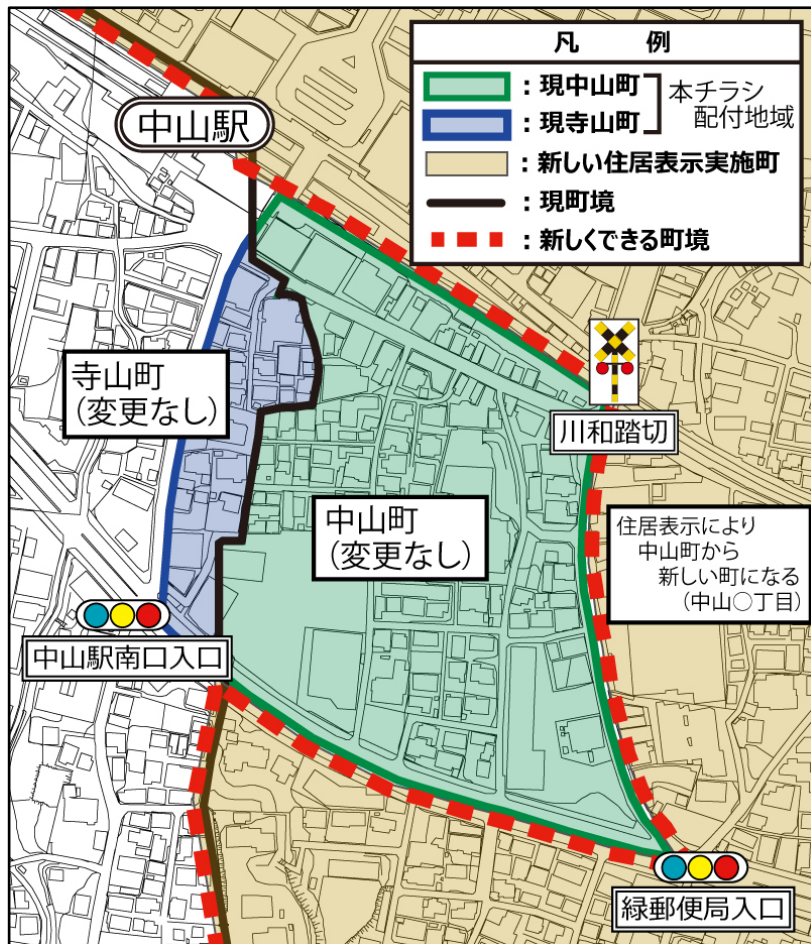 凡　例
：現中山町
：現寺山町
本チラシ
配付地域
：新しい住居表示実施町
：現町境
：新しくできる町境
中山駅
寺山町
（変更なし）
川和踏切
中山町
（変更なし）
住居表示により
中山町から
新しい町になる
（中山○丁目）
中山駅南口入口
緑郵便局入口